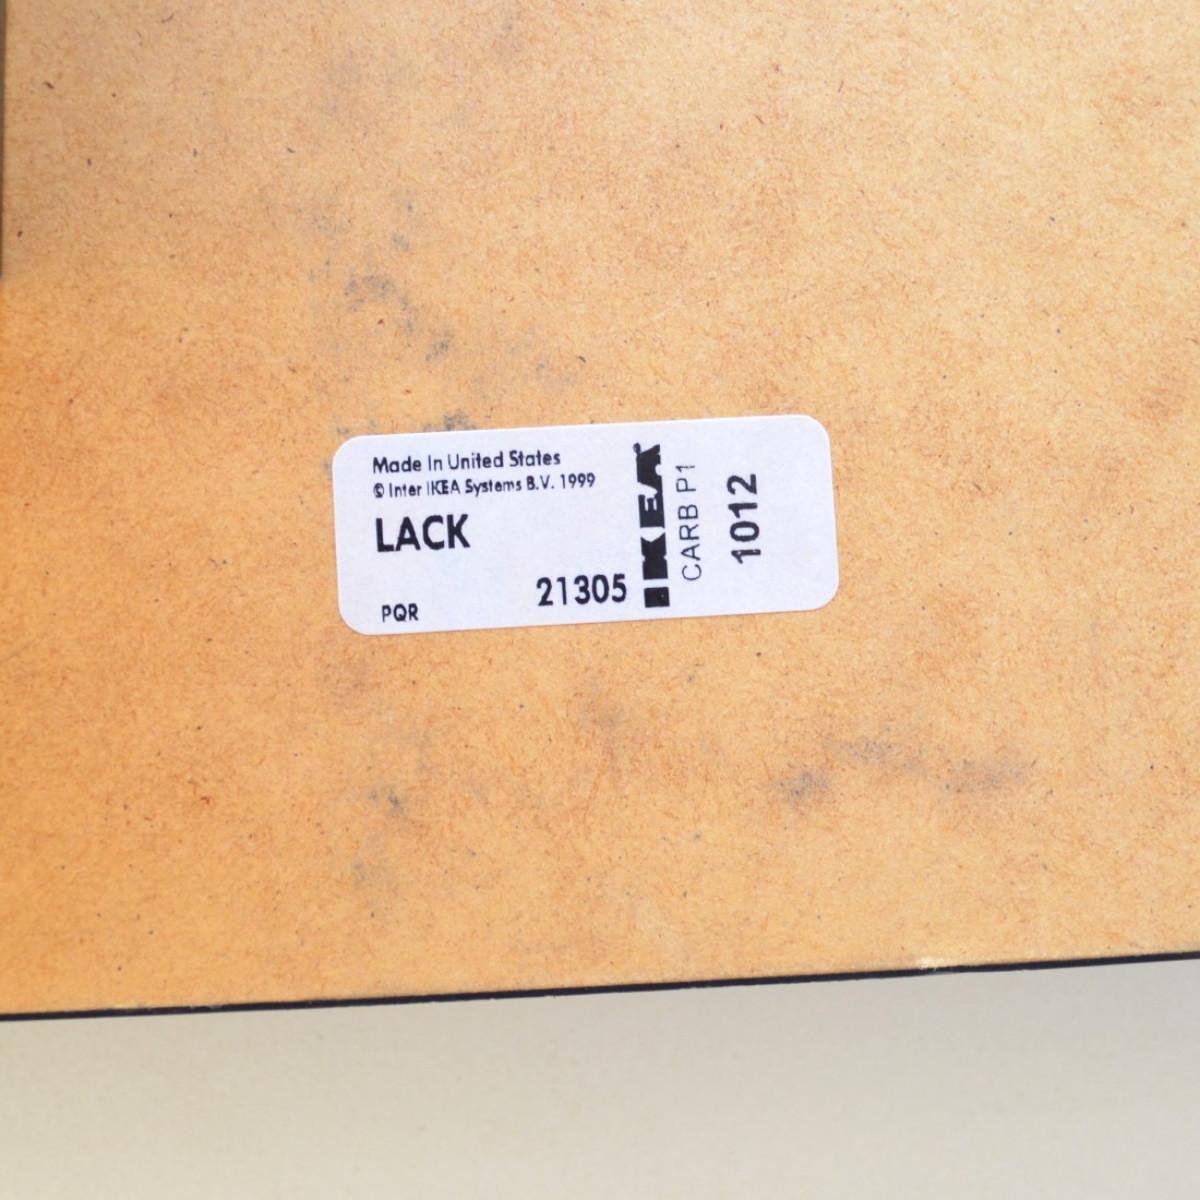 Made In United States
© Inter IKEA Systems B.V. 1999
LACK
21305
PQR
IKEA
CARB P1
1012